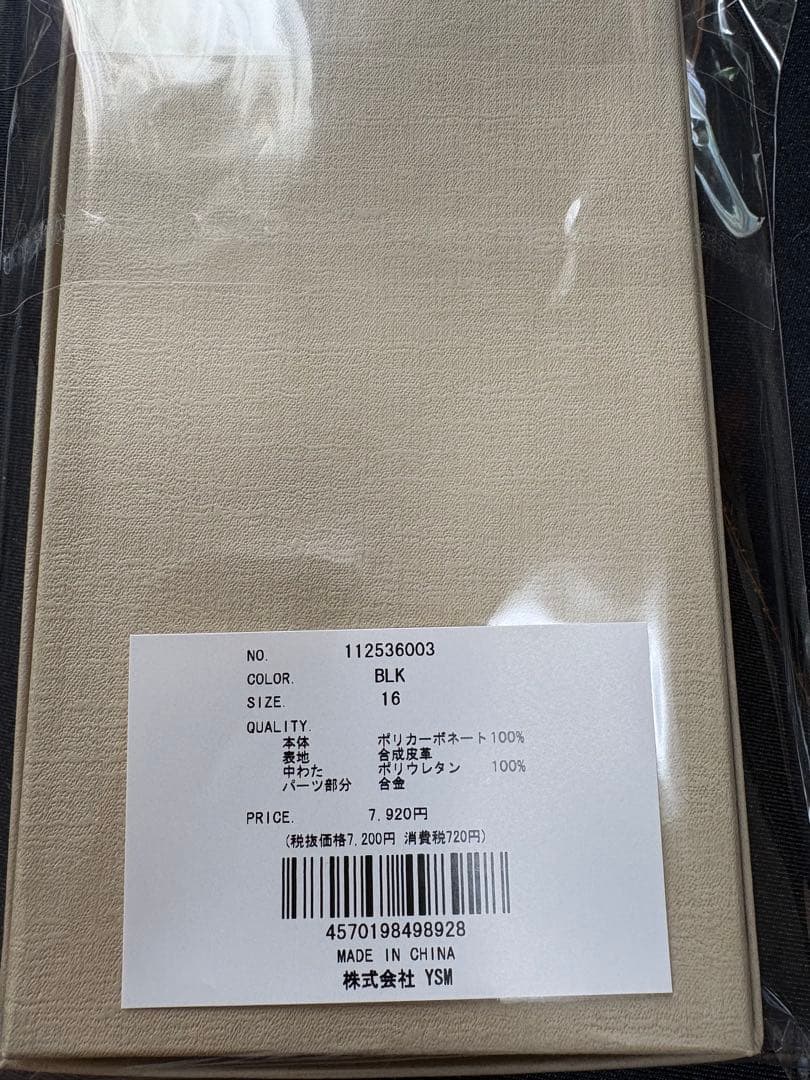 NO. 112536003
COLOR. BLK
SIZE. 16
QUALITY.
本体 ポリカーボネート100%
表地 合成皮革
中わた ポリウレタン 100%
パーツ部分 合金
PRICE. 7,920円
(税抜価格7,200円 消費税720円)
4570198498928
MADE IN CHINA
株式会社 YSM